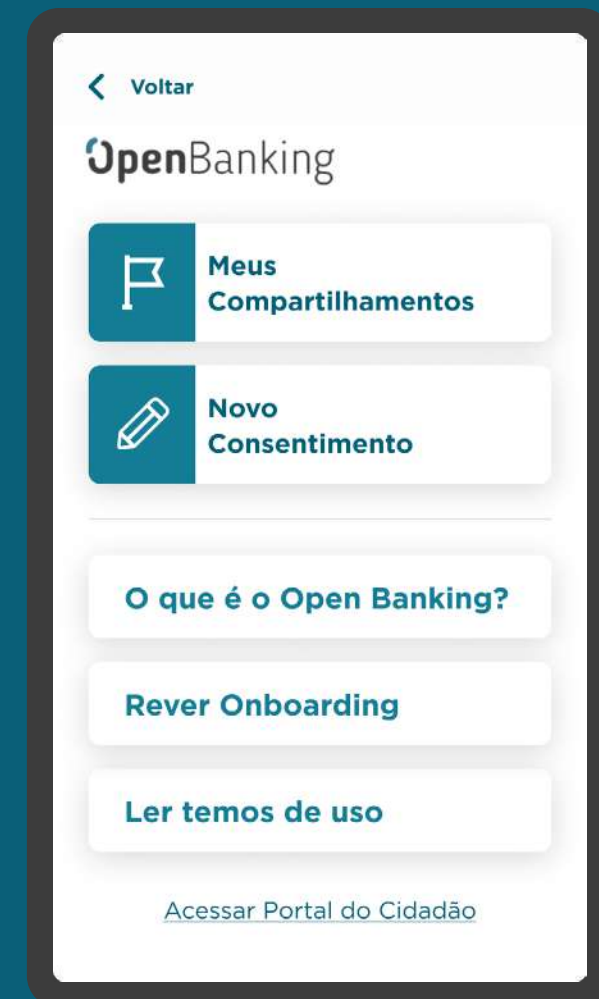 Voltar
OpenBanking
Meus
Compartilhamentos
Novo
Consentimento
O que é o Open Banking?
Rever Onboarding
Ler temos de uso
Acessar Portal do Cidadão